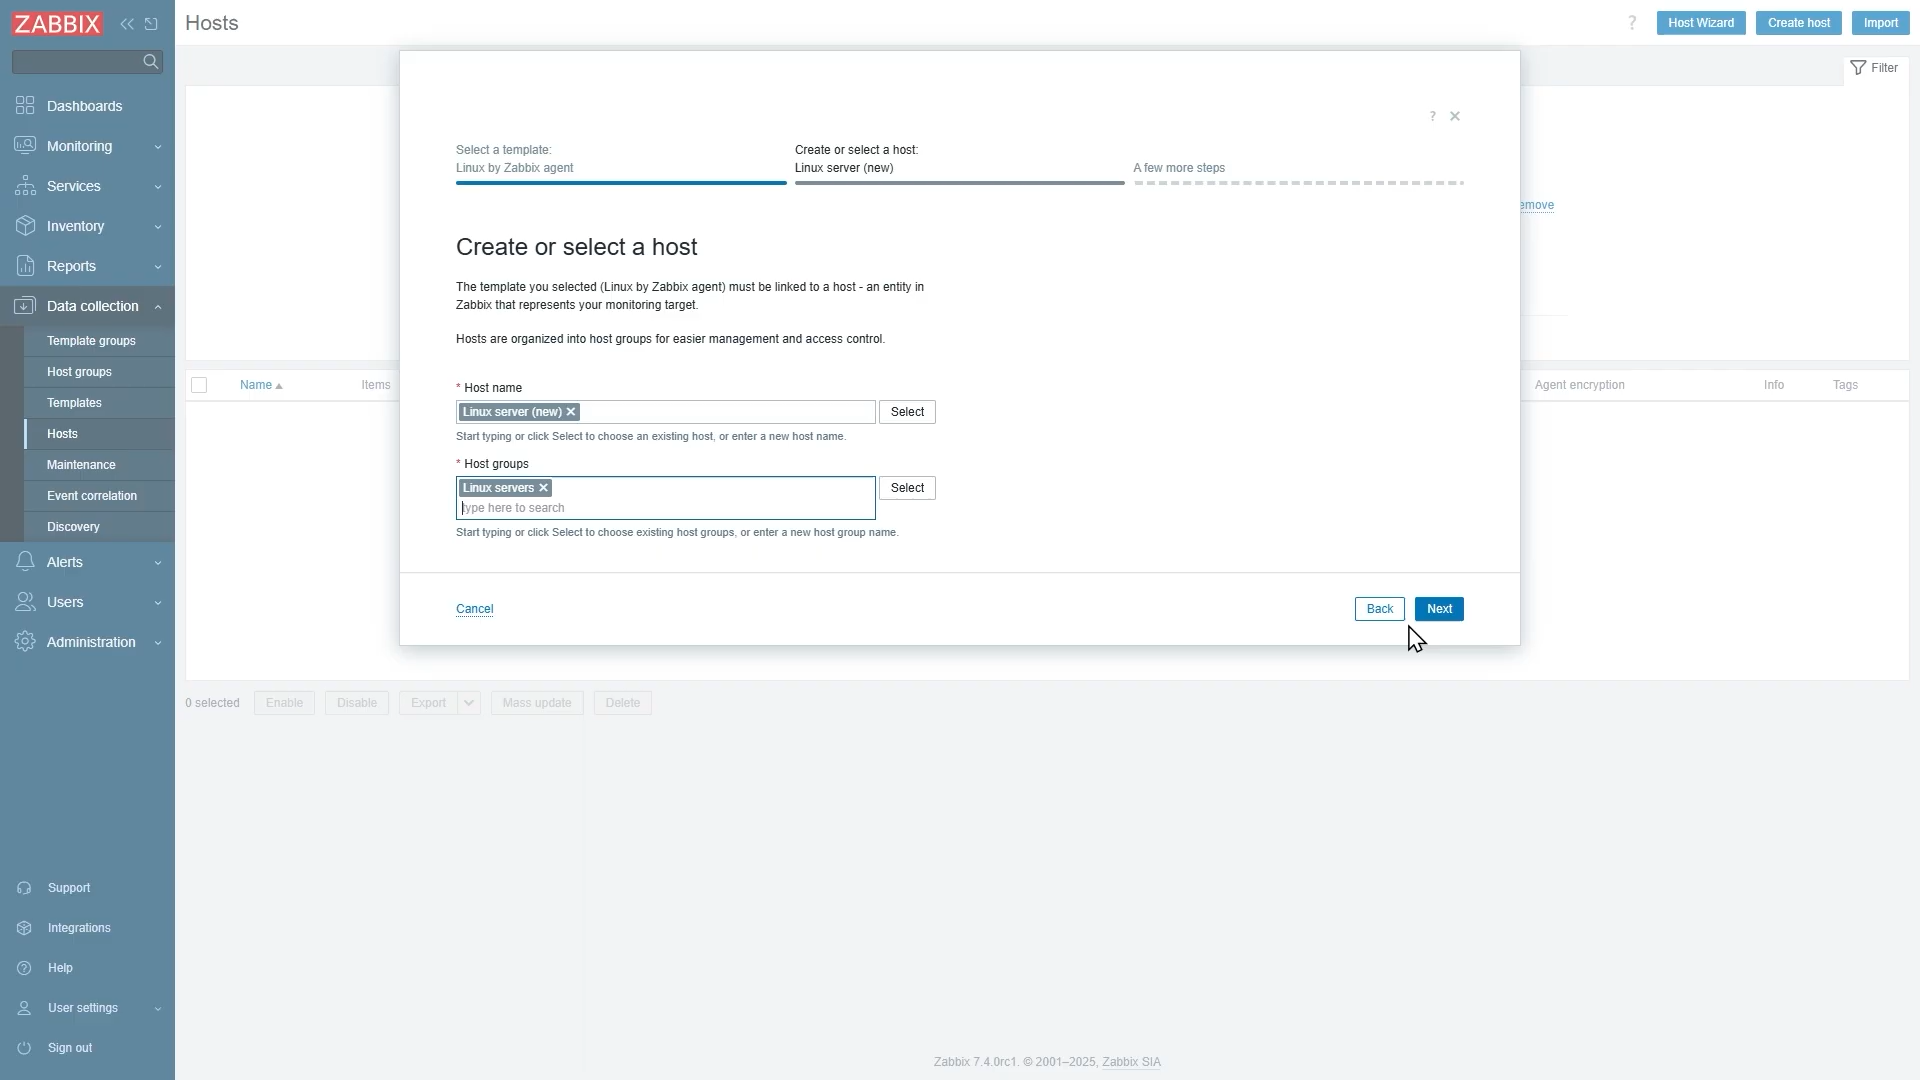 ZABBIX
Hosts
?
Host Wizard
Create host
Import
Filter
Dashboards
Monitoring
Services
Inventory
Reports
Data collection
Template groups
Host groups
Templates
Hosts
Maintenance
Event correlation
Discovery
Alerts
Users
Administration
Support
Integrations
Help
User settings
Sign out
?
Select a template:
Linux by Zabbix agent
Create or select a host:
Linux server (new)
A few more steps
emove
Create or select a host
The template you selected (Linux by Zabbix agent) must be linked to a host - an entity in
Zabbix that represents your monitoring target.
Hosts are organized into host groups for easier management and access control.
* Host name
Linux server (new)
Select
Start typing or click Select to choose an existing host, or enter a new host name.
* Host groups
Linux servers
Select
type here to search
Start typing or click Select to choose existing host groups, or enter a new host group name.
Cancel
Back
Next
Name
Items
Agent encryption
Info
Tags
0 selected
Enable
Disable
Export
Mass update
Delete
Zabbix 7.4.0rc1. © 2001–2025, Zabbix SIA